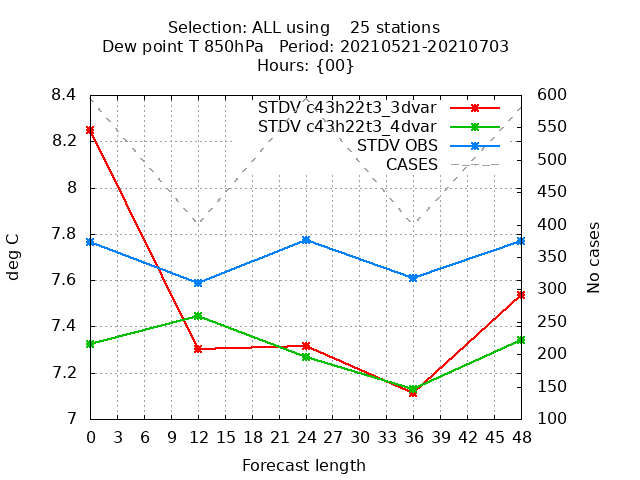 Selection: ALL using    25 stations
Dew point T 850hPa   Period: 20210521-20210703
Hours: {00}
STDV c43h22t3_3dvar
STDV c43h22t3_4dvar
STDV OBS
CASES
8.4
8.2
8
7.8
7.6
7.4
7.2
7
deg C
600
550
500
450
400
350
300
250
200
150
100
No cases
0 3 6 9 12 15 18 21 24 27 30 33 36 39 42 45 48
Forecast length